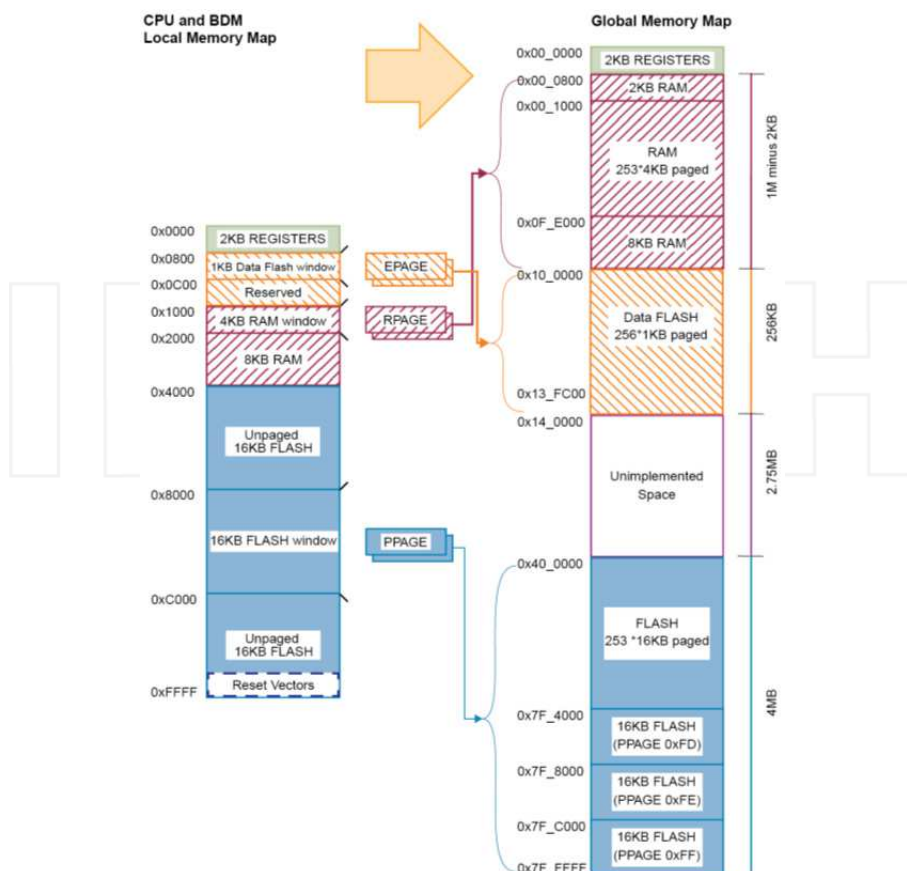 CPU and BDM
Local Memory Map
Global Memory Map
0x0000
2KB REGISTERS
0x0800
1KB Data Flash window
0x0C00
Reserved
0x1000
4KB RAM window
0x2000
8KB RAM
0x4000
Unpaged
16KB FLASH
0x8000
16KB FLASH window
0xC000
Unpaged
16KB FLASH
Reset Vectors
0xFFFF
EPAGE
RPAGE
PPAGE
0x00_0000
2KB REGISTERS
0x00_0800
2KB RAM
0x00_1000
RAM
253*4KB paged
0x0F_E000
8KB RAM
0x10_0000
Data FLASH
256*1KB paged
0x13_FC00
0x14_0000
Unimplemented
Space
0x40_0000
FLASH
253 *16KB paged
0x7F_4000
16KB FLASH
(PPAGE 0xFD)
0x7F_8000
16KB FLASH
(PPAGE 0xFE)
0x7F_C000
16KB FLASH
(PPAGE 0xFF)
0x7F_FFFF
1M minus 2KB
256KB
2.75MB
4MB